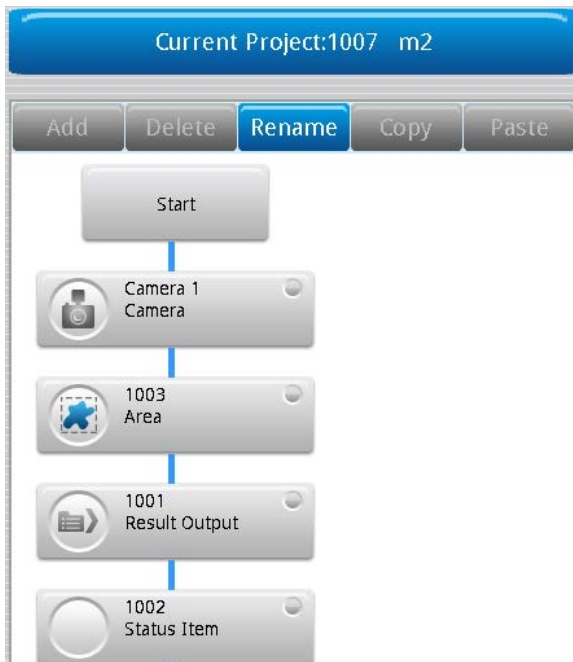 Current Project:1007 m2
Add Delete Rename Copy Paste
Start
Camera 1
Camera
1003
Area
1001
Result Output
1002
Status Item